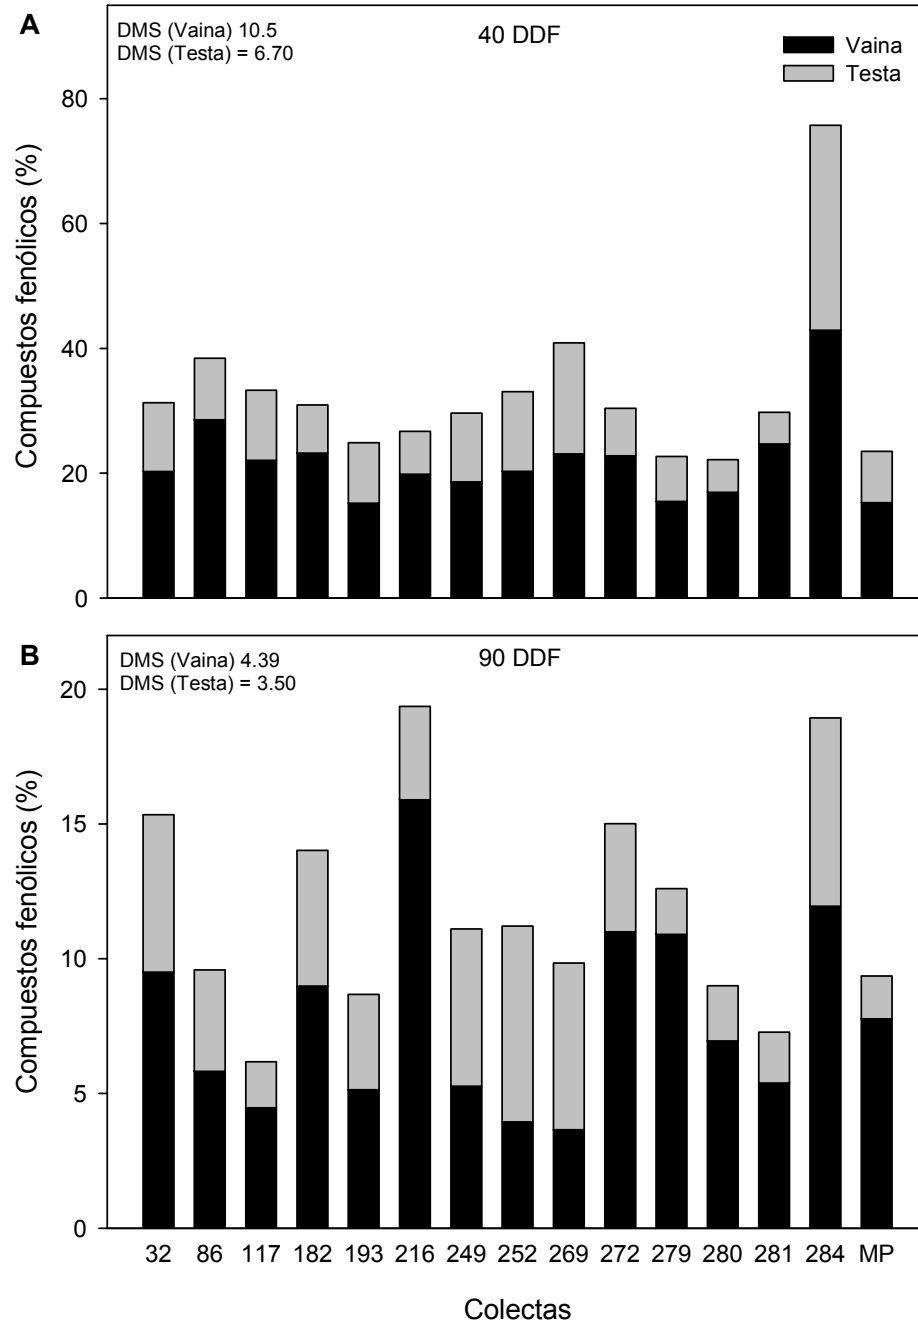 A
DMS (Vaina) 10.5
DMS (Testa) = 6.70
40 DDF
Vaina
Testa
Compuestos fenólicos (%)
80
60
40
20
0
B
DMS (Vaina) 4.39
DMS (Testa) = 3.50
90 DDF
Compuestos fenólicos (%)
20
15
10
5
0
32 86 117 182 193 216 249 252 269 272 279 280 281 284 MP
Colectas